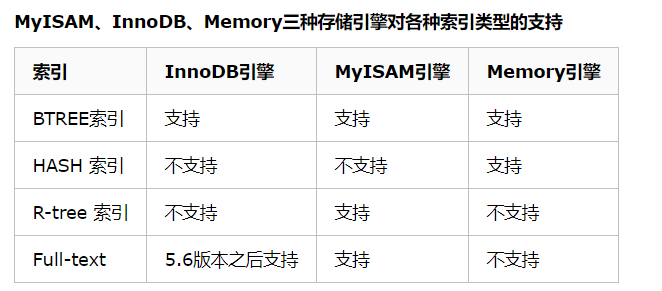 MyISAM、InnoDB、Memory三种存储引擎对各种索引类型的支持
索引 InnoDB引擎 MyISAM引擎 Memory引擎
BTREE索引 支持 支持 支持
HASH 索引 不支持 不支持 支持
R-tree 索引 不支持 支持 不支持
Full-text 5.6版本之后支持 支持 不支持